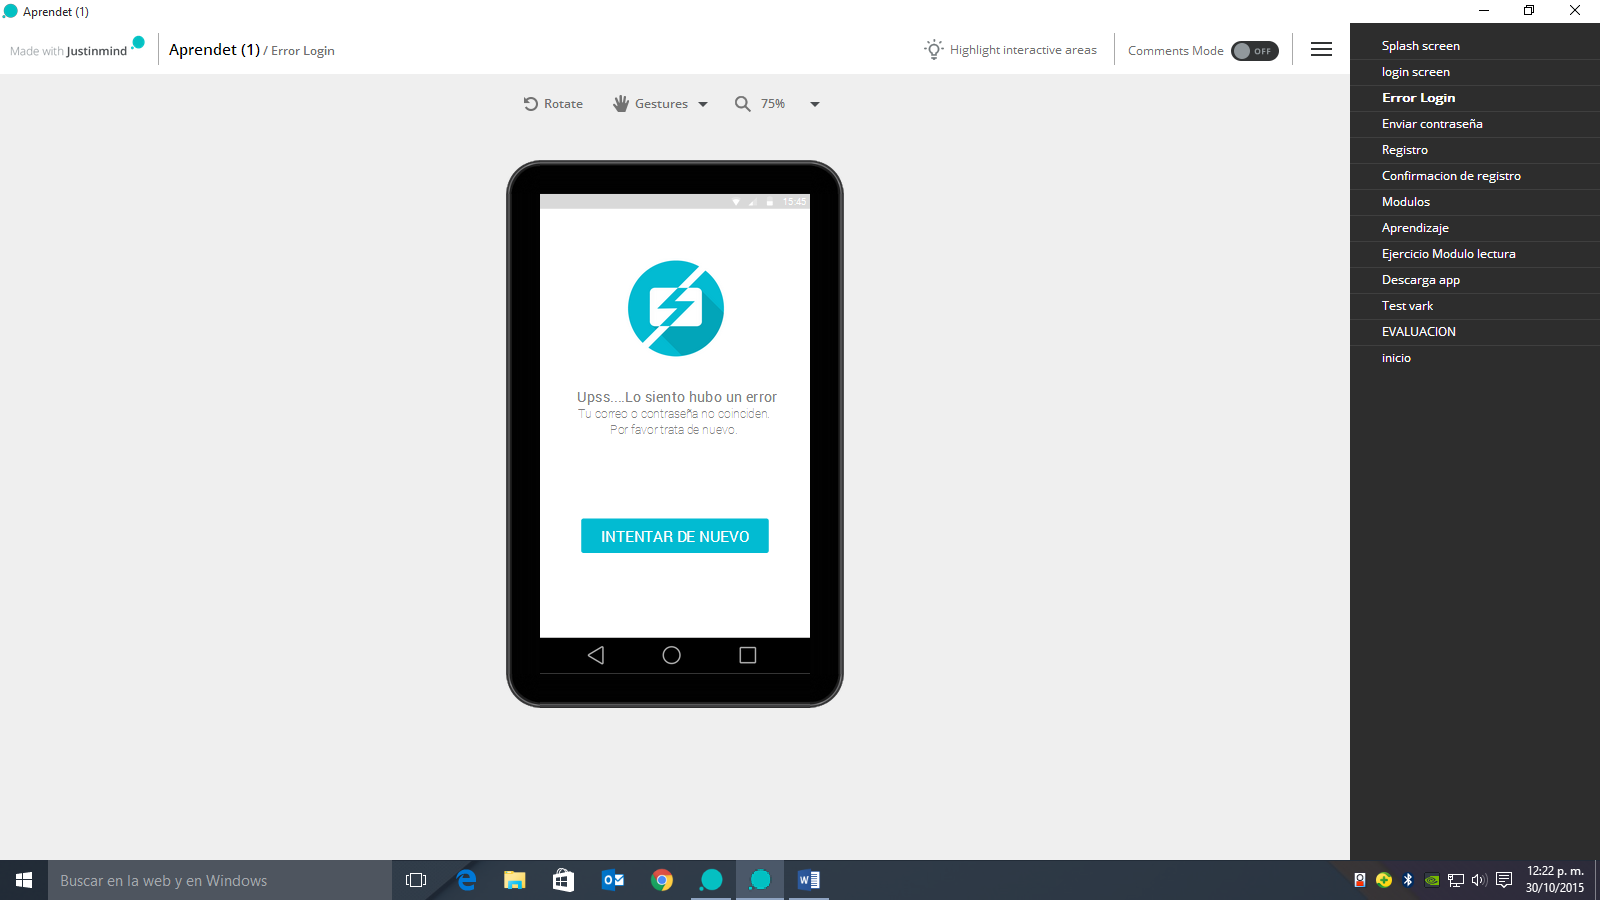 Aprendet (1)
Made with Justinmind
Aprendet (1) / Error Login
Highlight interactive areas
Comments Mode
OFF
Rotate
Gestures
75%
15:45
Upss....Lo siento hubo un error
Tu correo o contraseña no coinciden.
Por favor trata de nuevo.
INTENTAR DE NUEVO
Splash screen
login screen
Error Login
Enviar contraseña
Registro
Confirmacion de registro
Modulos
Aprendizaje
Ejercicio Modulo lectura
Descarga app
Test vark
EVALUACION
inicio
Buscar en la web y en Windows
12:22 p. m.
30/10/2015